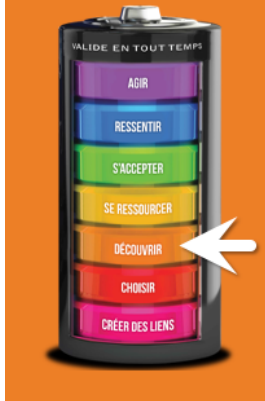 VALIDE EN TOUT TEMPS
AGIR
RESSENTIR
S'ACCEPTER
SE RESSOURCER
DÉCOUVRIR
CHOISIR
CRÉER DES LIENS